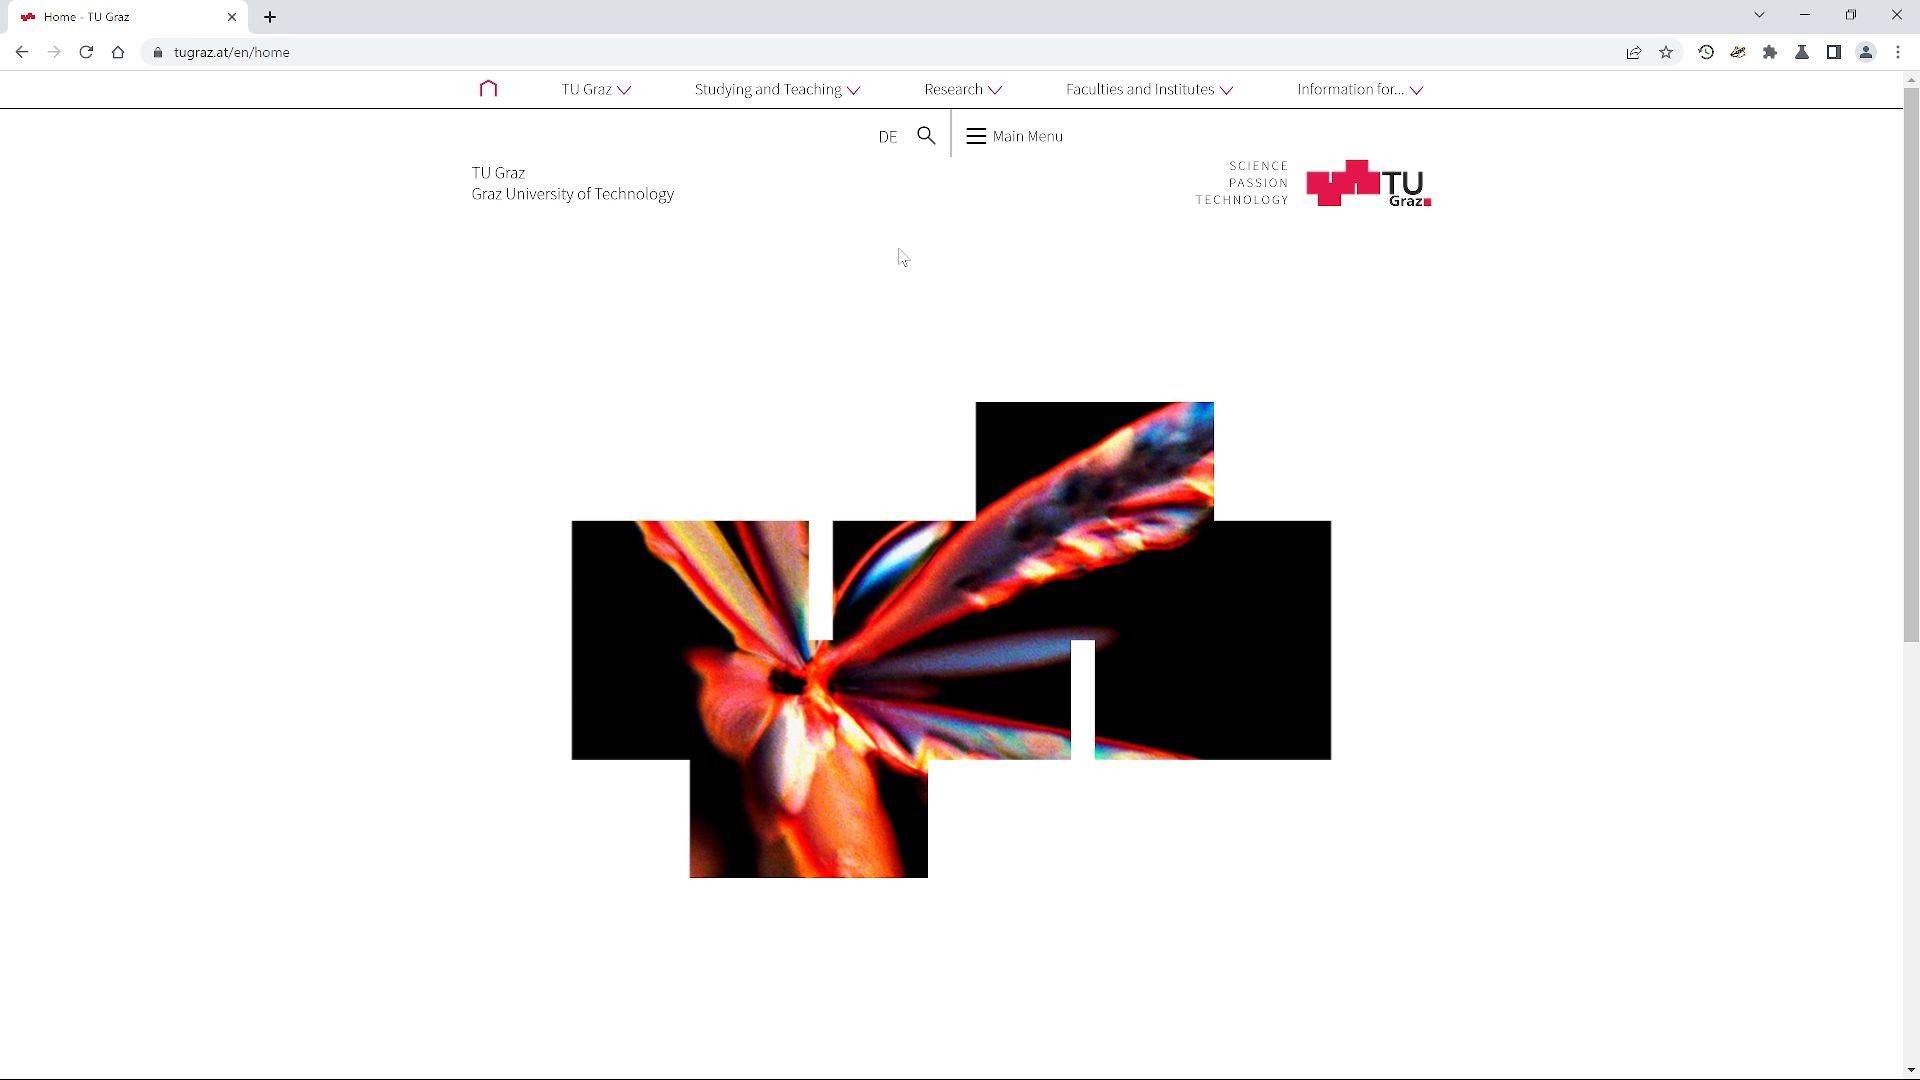 Home - TU Graz
tugraz.at/en/home
TU Graz
Studying and Teaching
Research
Faculties and Institutes
Information for...
DE
Main Menu
TU Graz
Graz University of Technology
SCIENCE
PASSION
TECHNOLOGY
TU
Graz